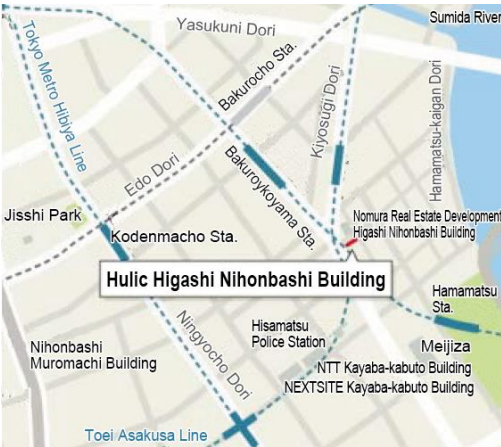 Yasukuni Dori
Sumida River
Tokyo Metro Hibiya Line
Bakurocho Sta.
Kiyosugi Dori
Hamamatsu-kaigan Dori
Edo Dori
Bakuroykoyama Sta.
Jisshi Park
Kodenmacho Sta.
Nomura Real Estate Development
Higashi Nihonbashi Building
Hulic Higashi Nihonbashi Building
Hamamatsu
Sta.
Ningyocho Dori
Hisamatsu
Police Station
Nihonbashi
Muromachi Building
Meijiza
NTT Kayaba-kabuto Building
NEXTSITE Kayaba-kabuto Building
Toei Asakusa Line